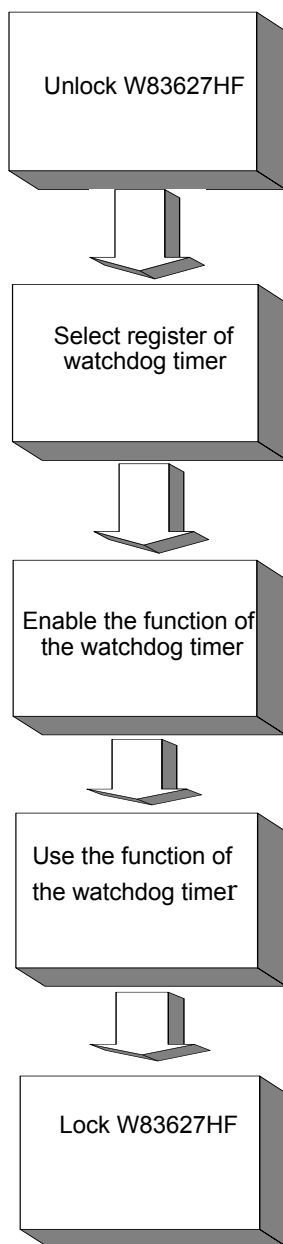 Unlock W83627HF
Select register of
watchdog timer
Enable the function of
the watchdog timer
Use the function of
the watchdog timer
Lock W83627HF